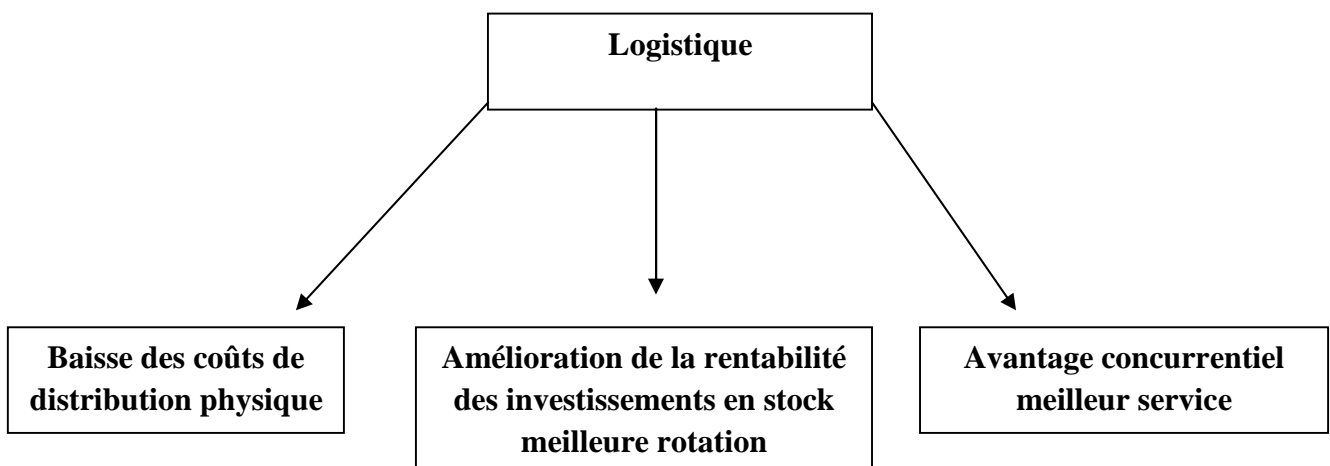 Logistique
Baisse des coûts de
distribution physique
Amélioration de la rentabilité
des investissements en stock
meilleure rotation
Avantage concurrentiel
meilleur service